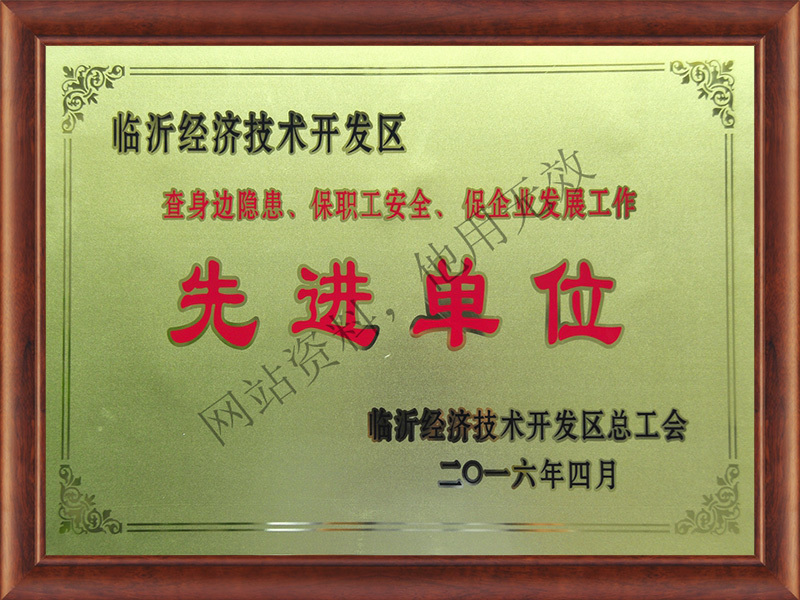 临沂经济技术开发区
查身边隐患、保职工安全、促企业发展工作
先进单位
网站资料，他用无效
临沂经济技术开发区总工会
二〇一六年四月